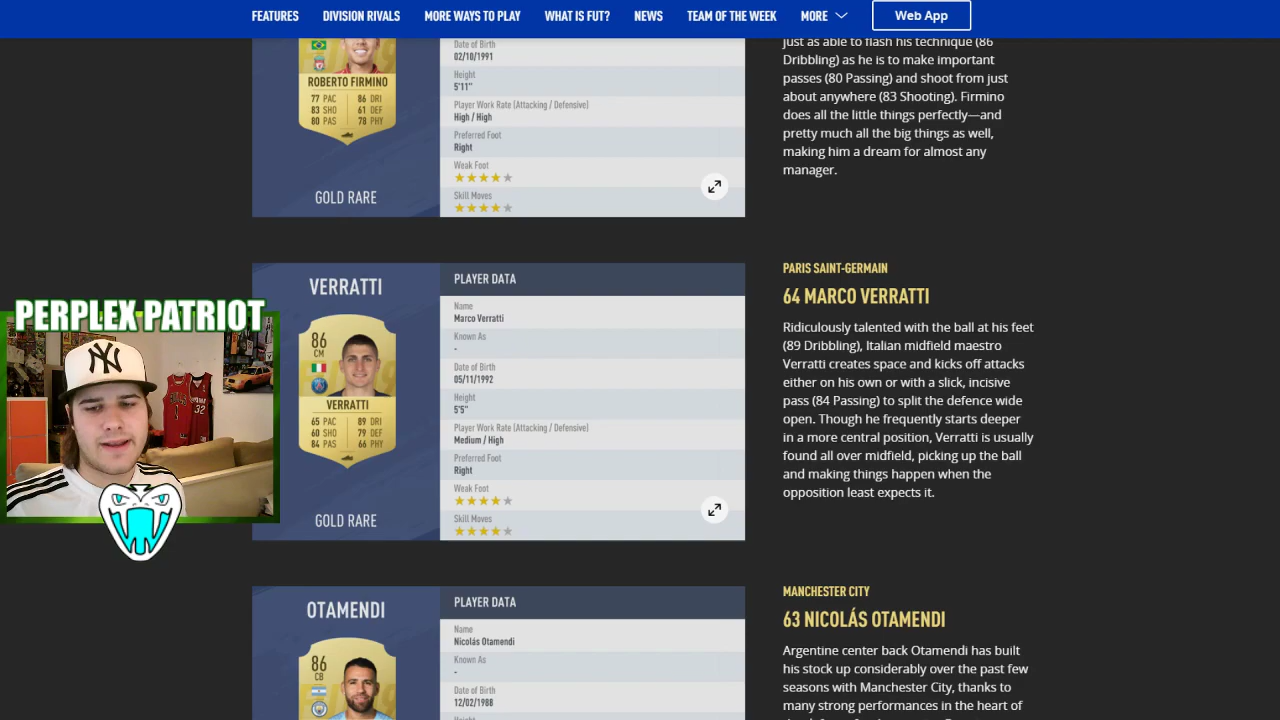 FEATURES DIVISION RIVALS MORE WAYS TO PLAY WHAT IS FUT? NEWS TEAM OF THE WEEK MORE Web App
Date of Birth
02/10/1991
Height
5'11"
Player Work Rate (Attacking / Defensive)
High / High
Preferred Foot
Right
Weak Foot
Skill Moves
ROBERTO FIRMINO
77 PAC 86 DRI
83 SHO 61 DEF
80 PAS 78 PHY
GOLD RARE
just as able to flash his technique (86
Dribbling) as he is to make important
passes (80 Passing) and shoot from just
about anywhere (83 Shooting). Firmino
does all the little things perfectly—and
pretty much all the big things as well,
making him a dream for almost any
manager.
VERRATTI
86
CM
VERRATTI
65 PAC 89 DRI
60 SHO 79 DEF
84 PAS 66 PHY
GOLD RARE
PLAYER DATA
Name
Marco Verratti
Known As
-
Date of Birth
05/11/1992
Height
5'5"
Player Work Rate (Attacking / Defensive)
Medium / High
Preferred Foot
Right
Weak Foot
Skill Moves
PARIS SAINT-GERMAIN
64 MARCO VERRATTI
Ridiculously talented with the ball at his feet
(89 Dribbling), Italian midfield maestro
Verratti creates space and kicks off attacks
either on his own or with a slick, incisive
pass (84 Passing) to split the defence wide
open. Though he frequently starts deeper
in a more central position, Verratti is usually
found all over midfield, picking up the ball
and making things happen when the
opposition least expects it.
PERPLEX PATRIOT
NY
32
OTAMENDI
86
CB
PLAYER DATA
Name
Nicolás Otamendi
Known As
-
Date of Birth
12/02/1988
MANCHESTER CITY
63 NICOLÁS OTAMENDI
Argentine center back Otamendi has built
his stock up considerably over the past few
seasons with Manchester City, thanks to
many strong performances in the heart of